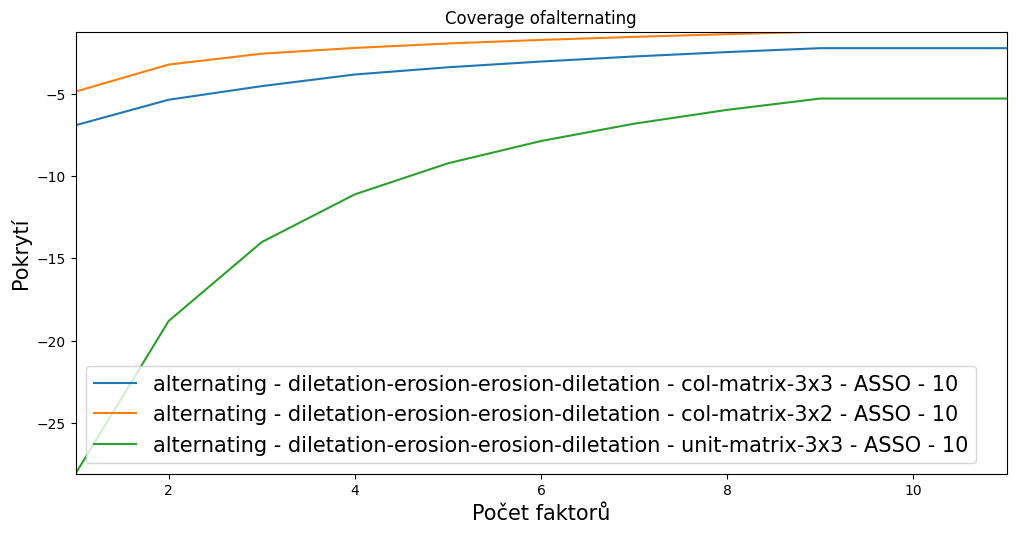 Coverage ofalternating
Pokrytí
−5
−10
−15
−20
−25
alternating - diletation-erosion-erosion-diletation - col-matrix-3x3 - ASSO - 10
alternating - diletation-erosion-erosion-diletation - col-matrix-3x2 - ASSO - 10
alternating - diletation-erosion-erosion-diletation - unit-matrix-3x3 - ASSO - 10
2 4 6 8 10
Počet faktorů